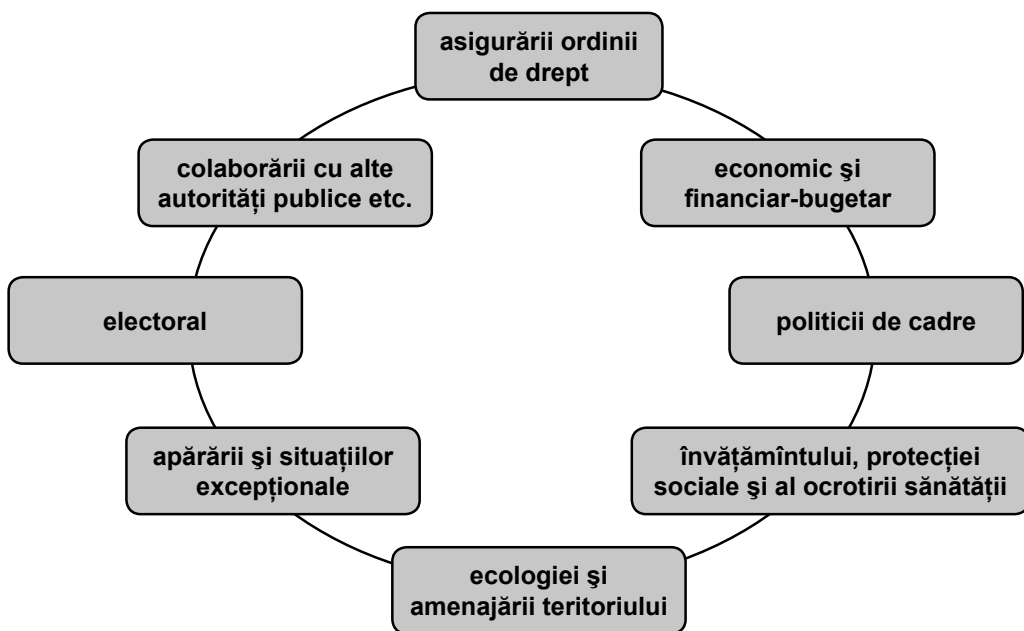 asigurării ordinii
de drept
colaborării cu alte
autorități publice etc.
economic şi
financiar-bugetar
electoral
politicii de cadre
apărării şi situațiilor
excepționale
învățămîntului, protecției
sociale şi al ocrotirii sănătății
ecologiei şi
amenajării teritoriului